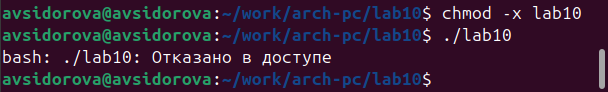 avsidorova@avsidorova:~/work/arch-pc/lab10$ chmod -x lab10
avsidorova@avsidorova:~/work/arch-pc/lab10$ ./lab10
bash: ./lab10: Отказано в доступе
avsidorova@avsidorova:~/work/arch-pc/lab10$